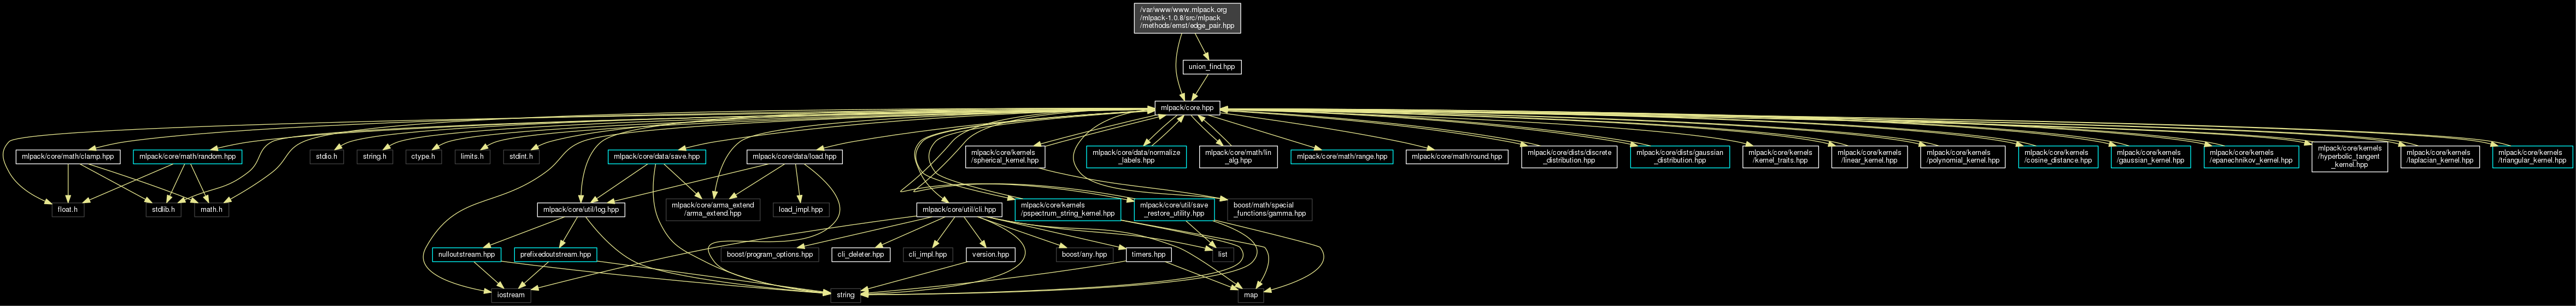 /var/www/www.mlpack.org
/mlpack-1.0.8/src/mlpack
/methods/emst/edge_pair.hpp
union_find.hpp
mlpack/core.hpp
mlpack/core/math/clamp.hpp
mlpack/core/math/random.hpp
stdio.h
string.h
ctype.h
limits.h
stdint.h
mlpack/core/data/save.hpp
mlpack/core/data/load.hpp
mlpack/core/kernels
/spherical_kernel.hpp
mlpack/core/data/normalize
_labels.hpp
mlpack/core/math/lin
_alg.hpp
mlpack/core/math/range.hpp
mlpack/core/math/round.hpp
mlpack/core/dists/discrete
_distribution.hpp
mlpack/core/dists/gaussian
_distribution.hpp
mlpack/core/kernels
/kernel_traits.hpp
mlpack/core/kernels
/linear_kernel.hpp
mlpack/core/kernels
/polynomial_kernel.hpp
mlpack/core/kernels
/cosine_distance.hpp
mlpack/core/kernels
/gaussian_kernel.hpp
mlpack/core/kernels
/epanechnikov_kernel.hpp
mlpack/core/kernels
/hyperbolic_tangent
_kernel.hpp
mlpack/core/kernels
/laplacian_kernel.hpp
mlpack/core/kernels
/triangular_kernel.hpp
float.h
stdlib.h
math.h
mlpack/core/util/log.hpp
mlpack/core/arma_extend
/arma_extend.hpp
load_impl.hpp
mlpack/core/util/cli.hpp
mlpack/core/kernels
/pspectrum_string_kernel.hpp
mlpack/core/util/save
_restore_utility.hpp
boost/math/special
_functions/gamma.hpp
nulloutstream.hpp
prefixedoutstream.hpp
boost/program_options.hpp
cli_deleter.hpp
cli_impl.hpp
version.hpp
boost/any.hpp
timers.hpp
list
iostream
string
map